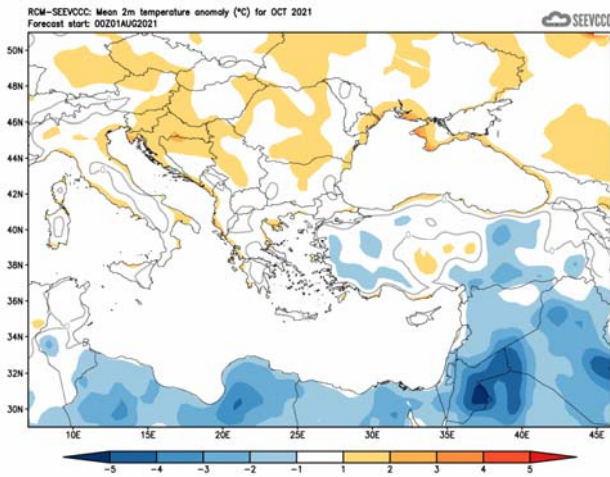 RCM-SEEVCCC: Mean 2m temperature anomaly (°C) for OCT 2021
Forecast start: 00Z01AUG2021
SEEVCCC
50N
48N
46N
44N
42N
40N
38N
36N
34N
32N
30N
10E 15E 20E 25E 30E 35E 40E 45E
-5 -4 -3 -2 -1 1 2 3 4 5